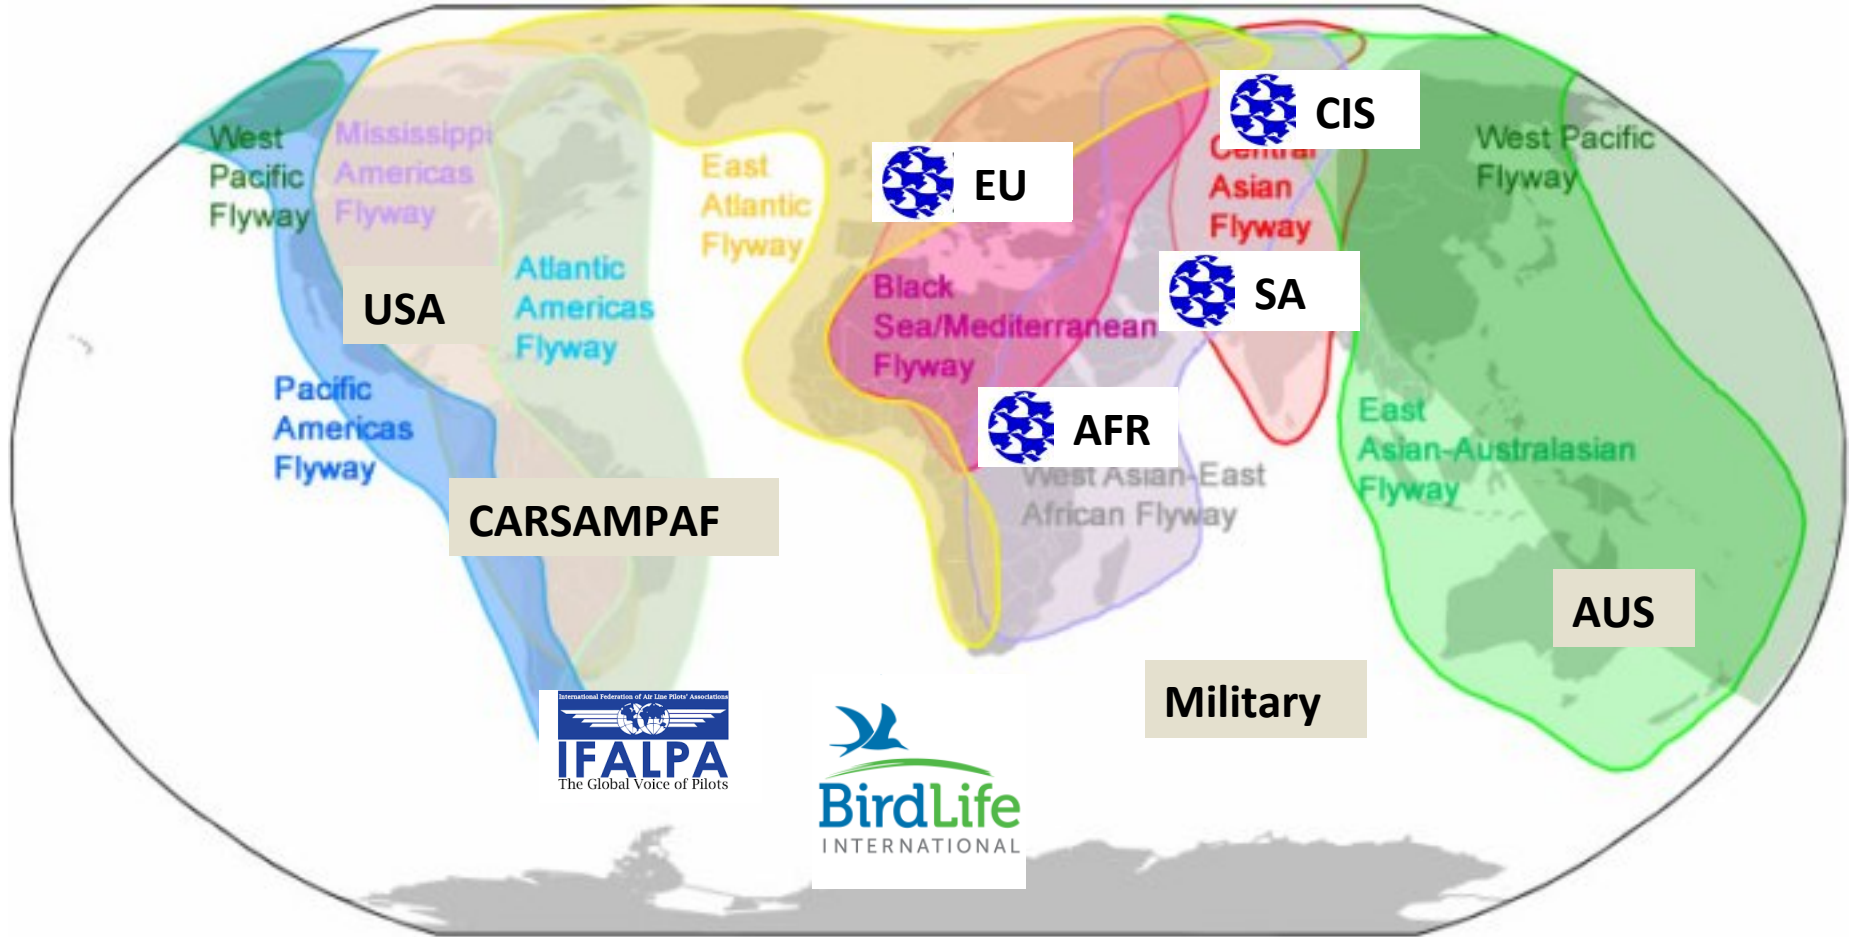 West
Pacific
Flyway
Mississippi
Americas
Flyway
East
Atlantic
Flyway
EU
CIS
Central
Asian
Flyway
West Pacific
Flyway
USA
Atlantic
Americas
Flyway
Black
Sea/Mediterranean
Flyway
SA
Pacific
Americas
Flyway
AFR
West Asian-East
African Flyway
East
Asian-Australasian
Flyway
CARSAMPAF
AUS
Military
International Federation of Air Line Pilots' Associations
IFALPA
The Global Voice of Pilots
BirdLife
INTERNATIONAL